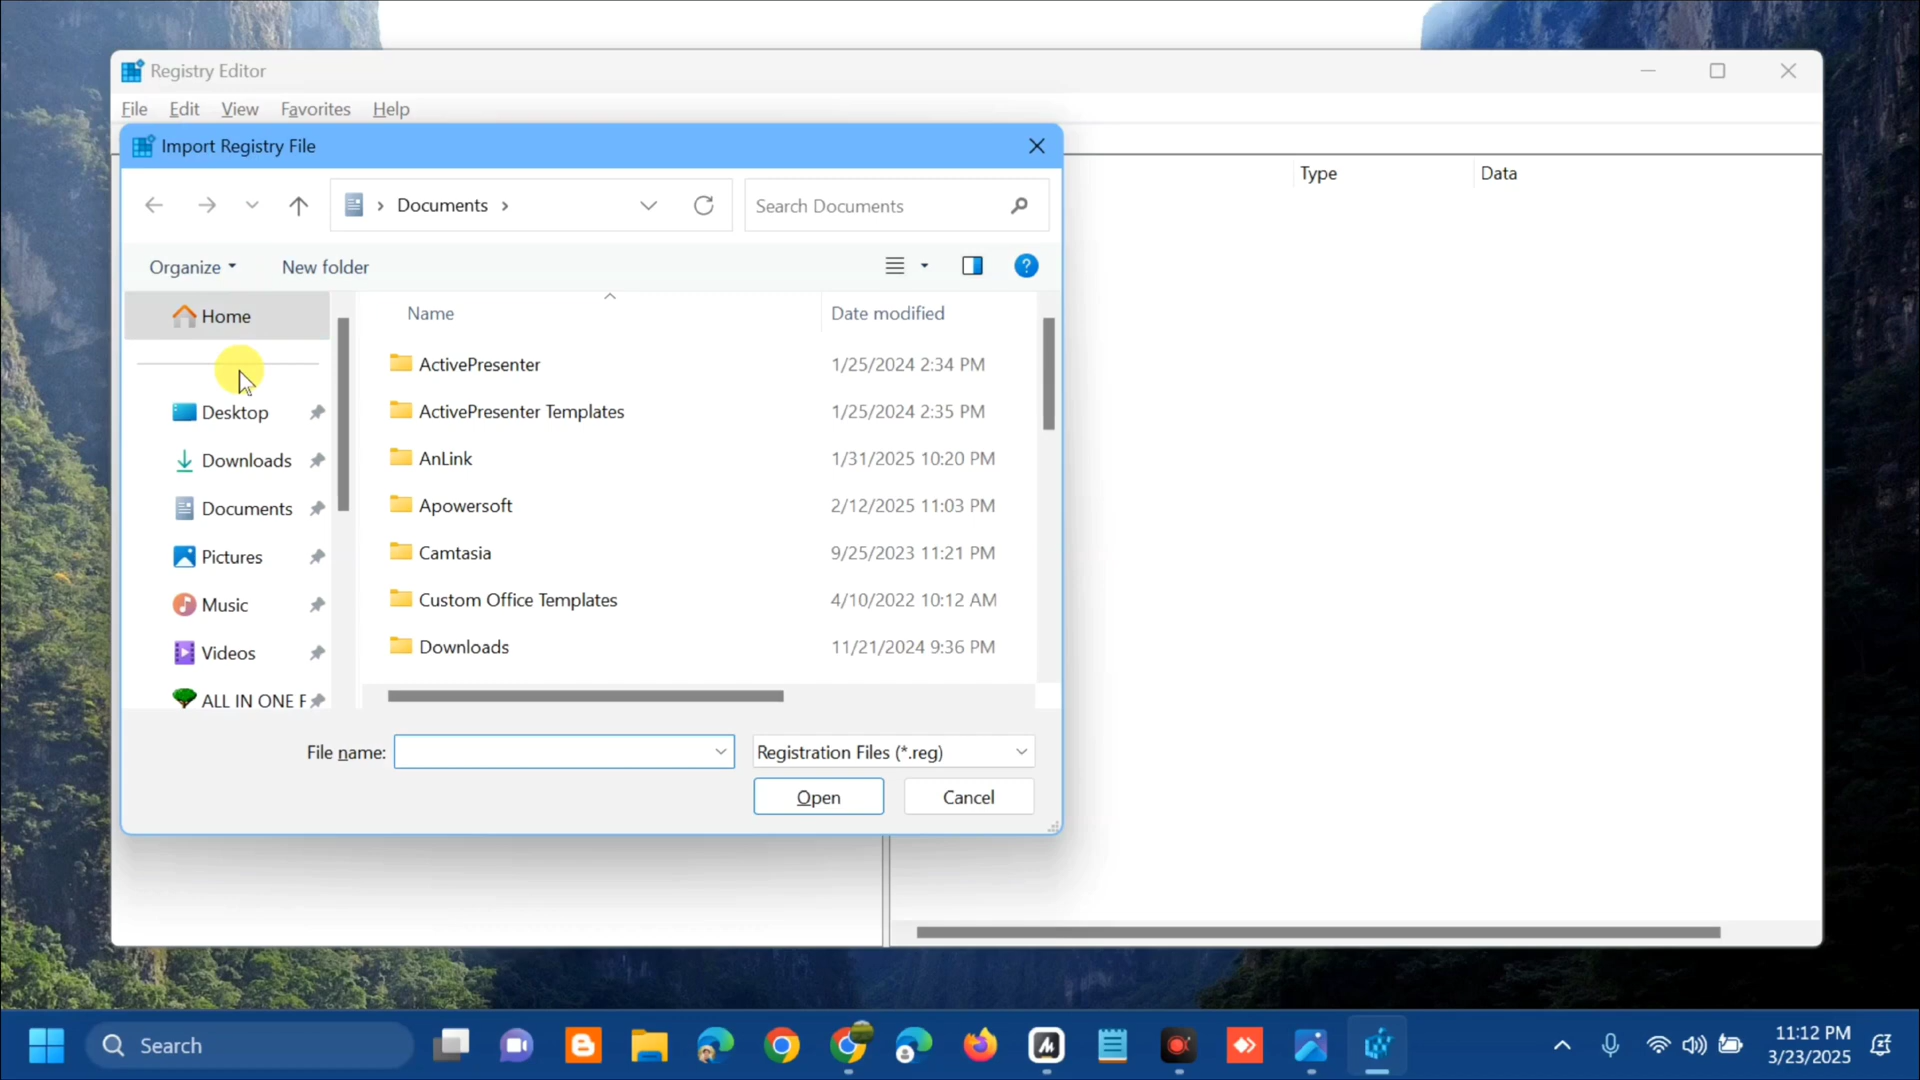 Registry Editor
File Edit View Favorites Help
Import Registry File
Documents
Search Documents
Organize New folder
Type Data
Name Date modified
Home
Desktop
Downloads
Documents
Pictures
Music
Videos
ALL IN ONE F
ActivePresenter 1/25/2024 2:34 PM
ActivePresenter Templates 1/25/2024 2:35 PM
AnLink 1/31/2025 10:20 PM
Apowersoft 2/12/2025 11:03 PM
Camtasia 9/25/2023 11:21 PM
Custom Office Templates 4/10/2022 10:12 AM
Downloads 11/21/2024 9:36 PM
File name: Registration Files (*.reg)
Open Cancel
Search
11:12 PM
3/23/2025